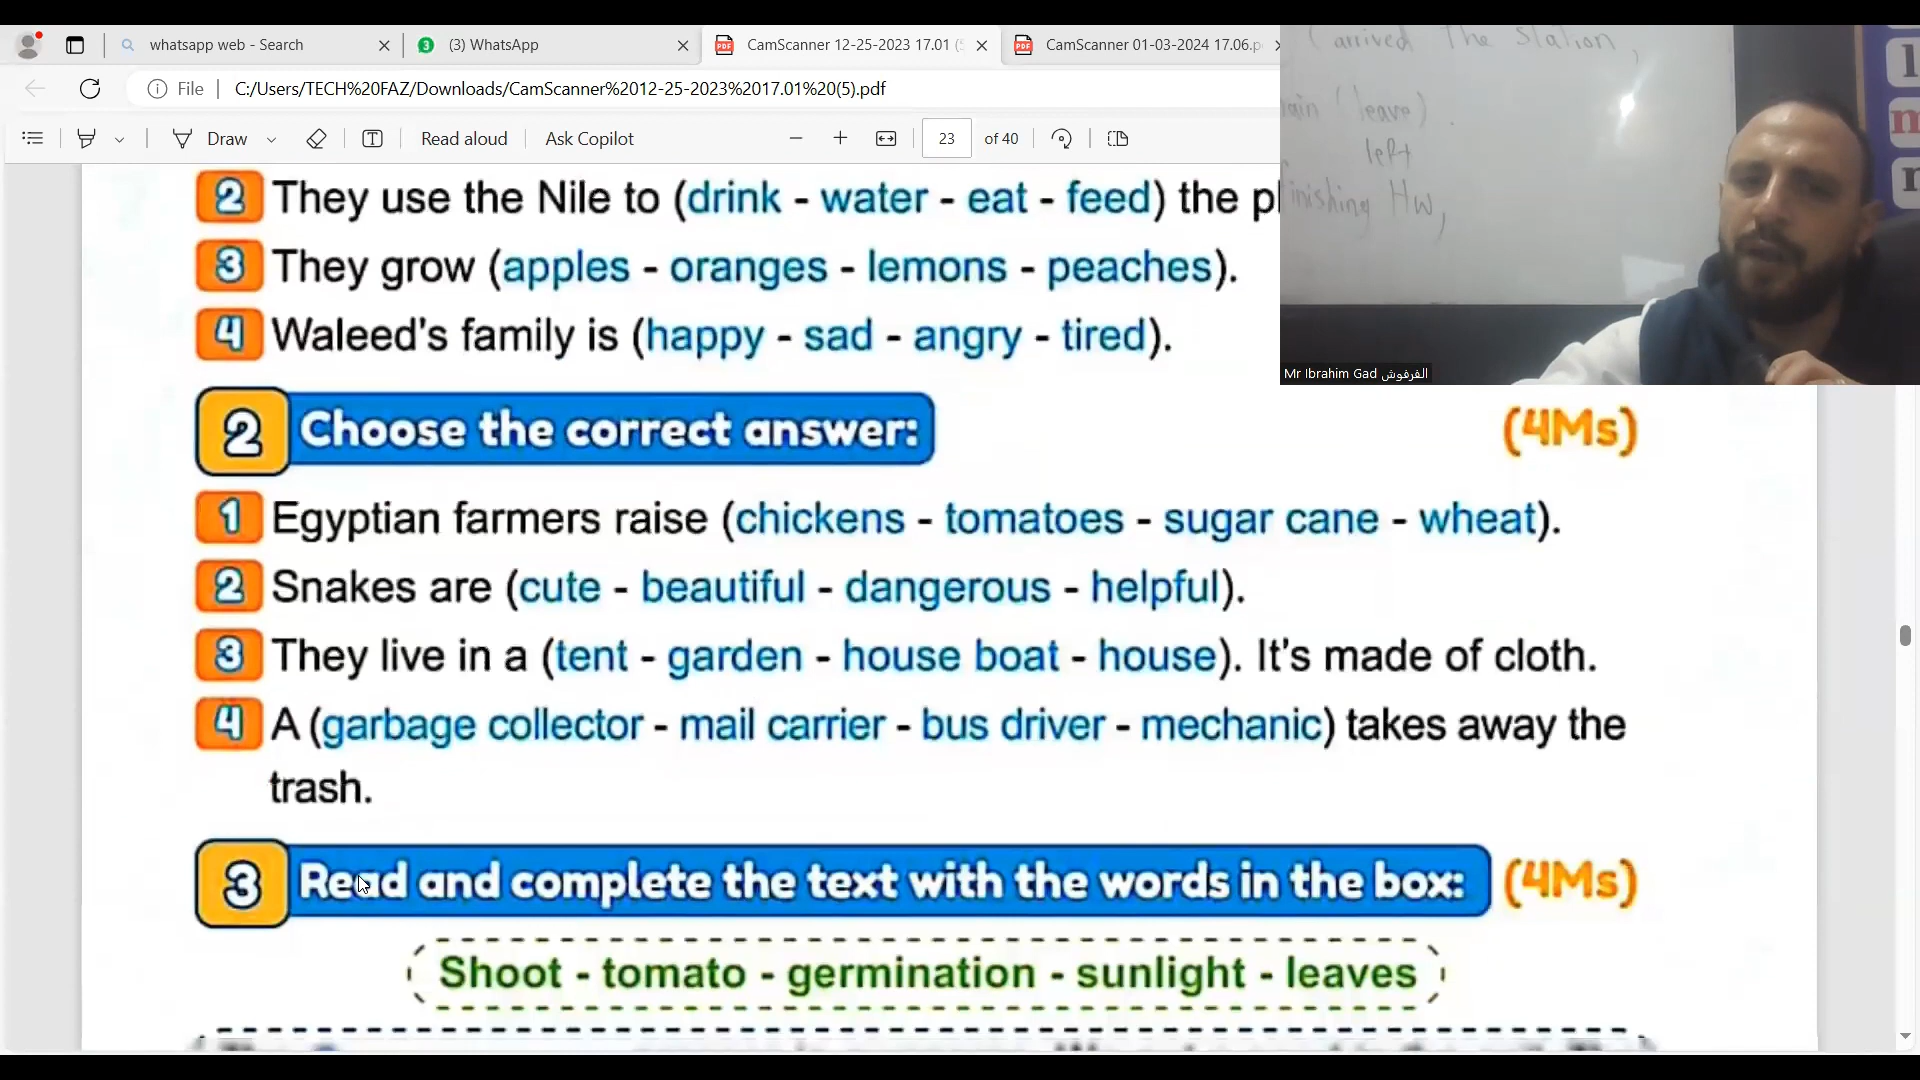 whatsapp web - Search
3 (3) WhatsApp
PDF CamScanner 12-25-2023 17.01 (
PDF CamScanner 01-03-2024 17.06.p
File C:/Users/TECH%20FAZ/Downloads/CamScanner%2012-25-2023%2017.01%20(5).pdf
Draw Read aloud Ask Copilot 23 of 40
(arrived The Station,
(leave).
left
inishing Hw,
Mr Ibrahim Gad الفرفوش
2 They use the Nile to (drink - water - eat - feed) the pl
3 They grow (apples - oranges - lemons - peaches).
4 Waleed's family is (happy - sad - angry - tired).
2 Choose the correct answer: (4Ms)
1 Egyptian farmers raise (chickens - tomatoes - sugar cane - wheat).
2 Snakes are (cute - beautiful - dangerous - helpful).
3 They live in a (tent - garden - house boat - house). It's made of cloth.
4 A (garbage collector - mail carrier - bus driver - mechanic) takes away the
trash.
3 Read and complete the text with the words in the box: (4Ms)
Shoot - tomato - germination - sunlight - leaves